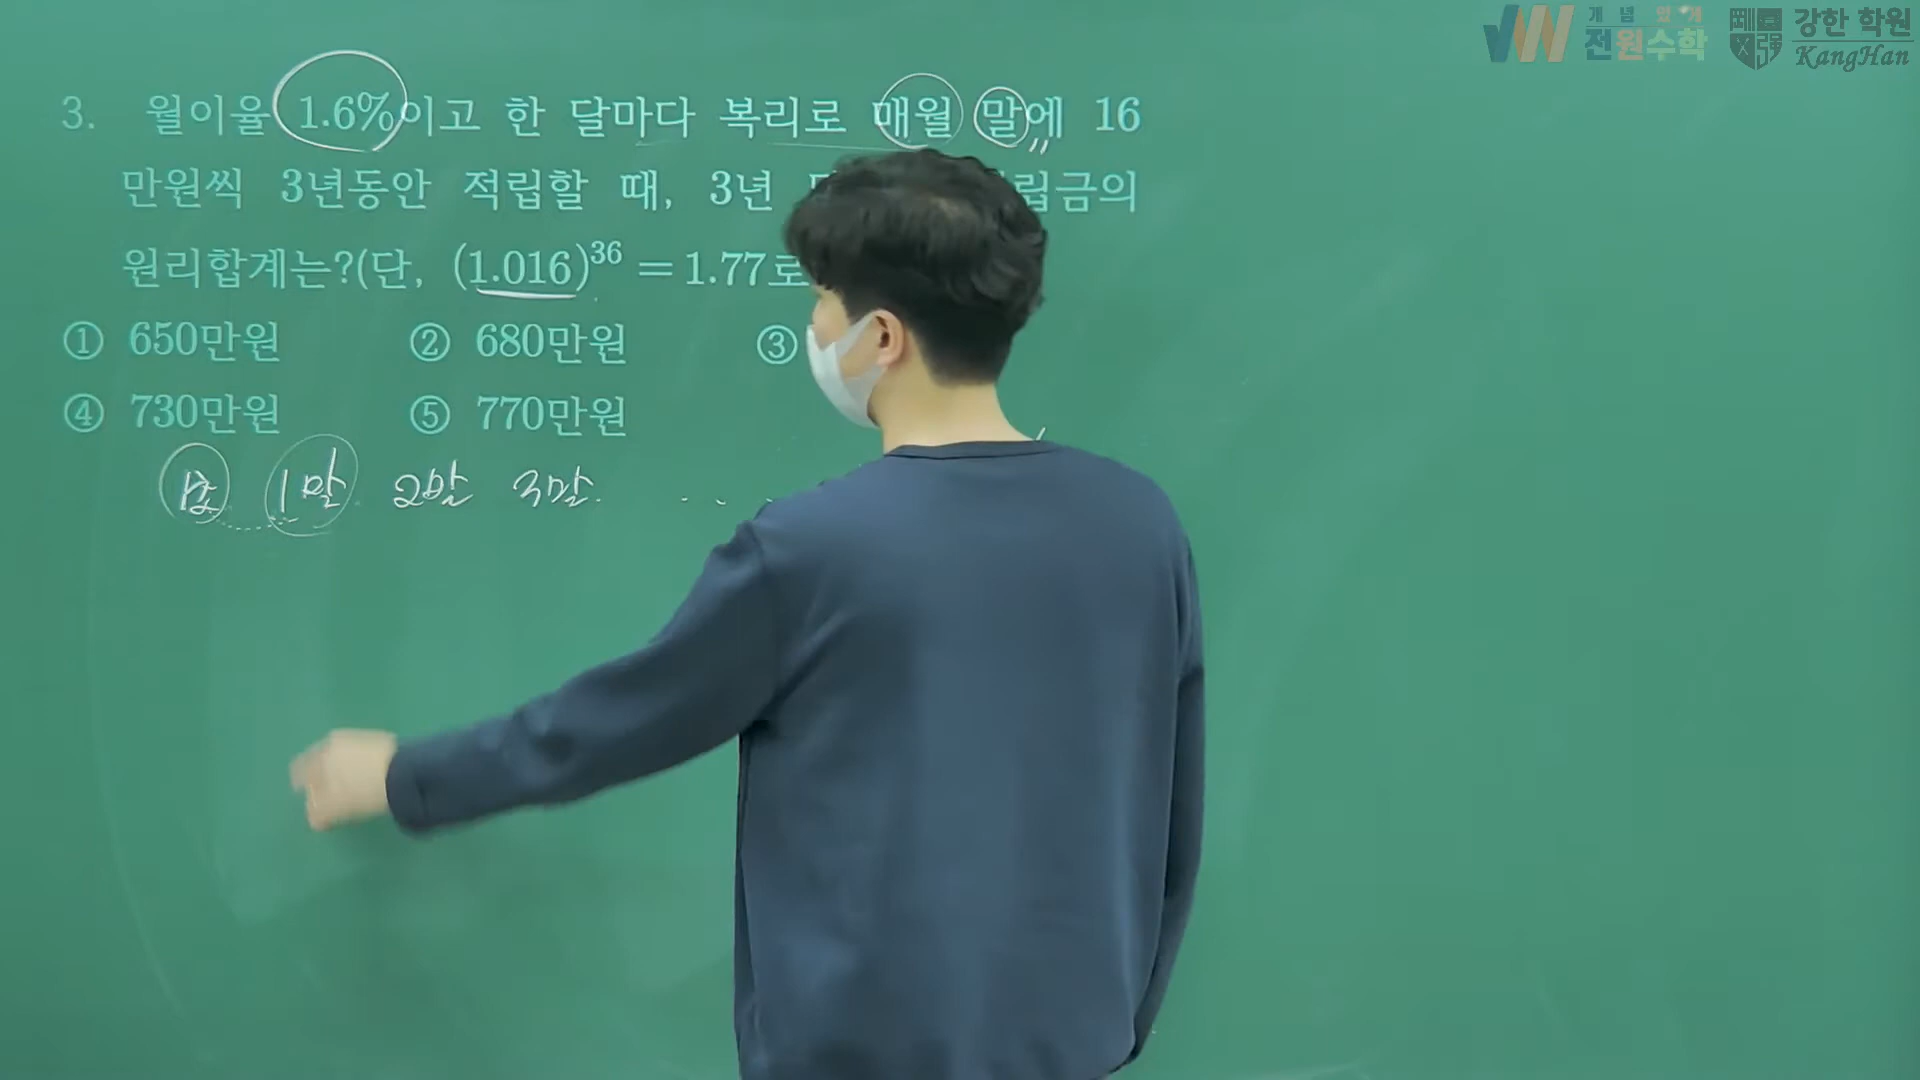 개념있게
전원수학
강한 학원
KangHan
3. 월이율 1.6%이고 한 달마다 복리로 매월 말에 16
만원씩 3년동안 적립할 때, 3년 립금의
원리합계는?(단, (1.016)^36 = 1.77로
① 650만원 ② 680만원 ③
④ 730만원 ⑤ 770만원
1말 2말 3말 . . .